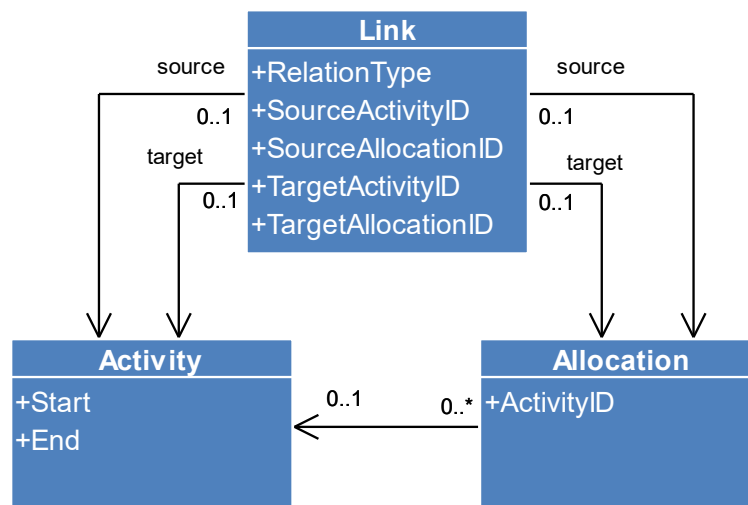 Link
source
+RelationType
source
0..1
+SourceActivityID
0..1
+SourceAllocationID
target
+TargetActivityID
target
0..1
+TargetAllocationID
0..1
Activity
+Start
+End
0..1
0..*
Allocation
+ActivityID